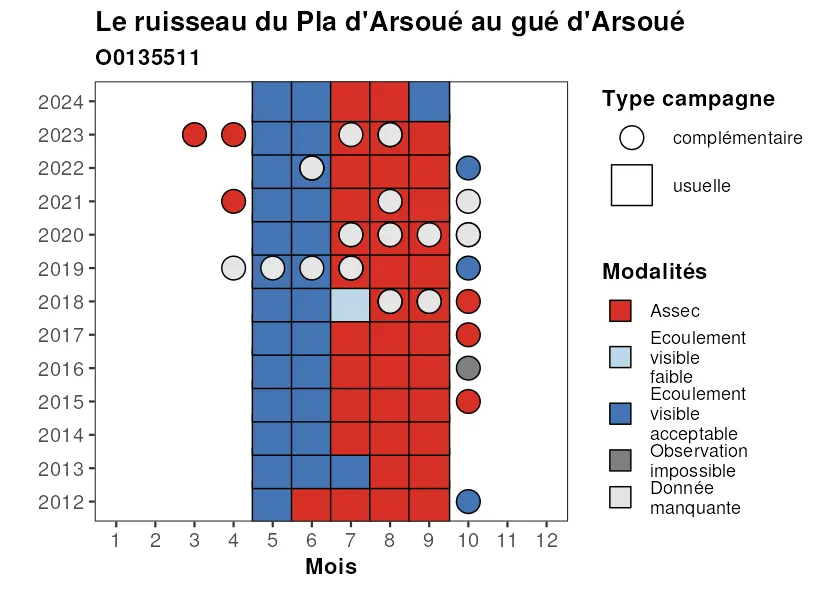 Le ruisseau du Pla d'Arsoué au gué d'Arsoué
O0135511
2024
2023
2022
2021
2020
2019
2018
2017
2016
2015
2014
2013
2012
1 2 3 4 5 6 7 8 9 10 11 12
Mois
Type campagne
complémentaire
usuelle
Modalités
Assec
Ecoulement
visible
faible
Ecoulement
visible
acceptable
Observation
impossible
Donnée
manquante